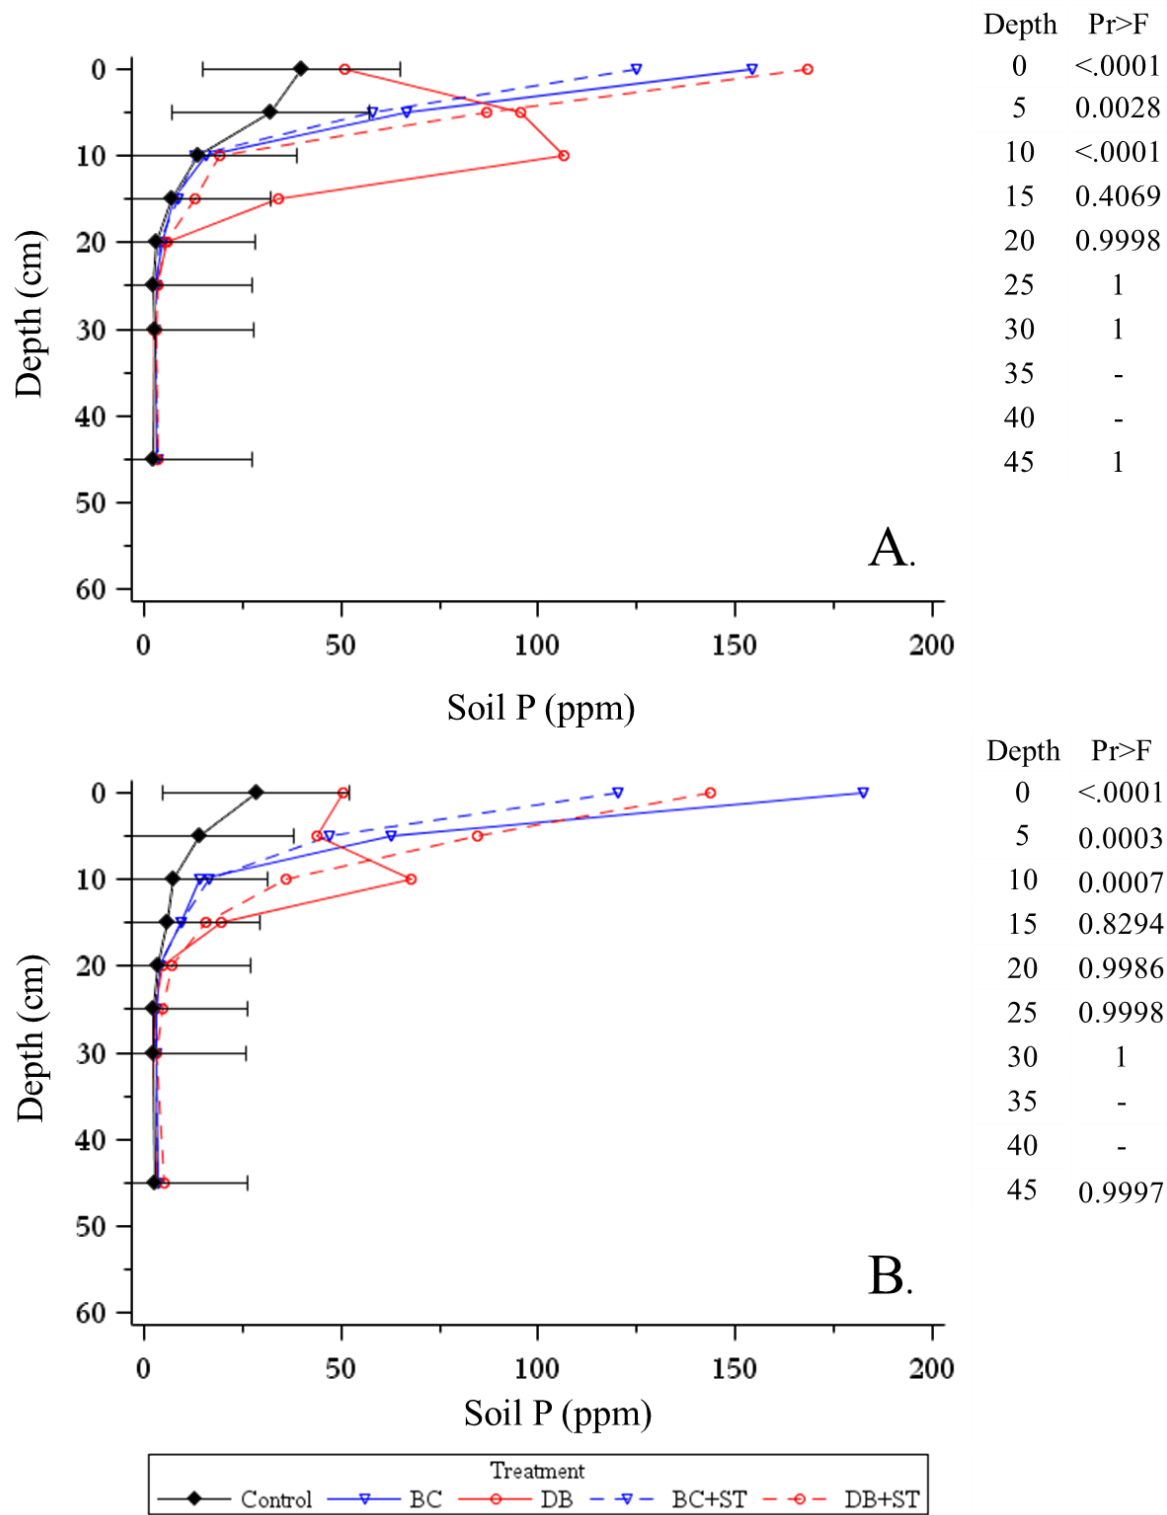 Depth Pr>F
0 <.0001
5 0.0028
10 <.0001
15 0.4069
20 0.9998
25 1
30 1
35 -
40 -
45 1
0
10
20
30
40
50
60
Depth (cm)
A.
0 50 100 150 200
Soil P (ppm)
Depth Pr>F
0 <.0001
5 0.0003
10 0.0007
15 0.8294
20 0.9986
25 0.9998
30 1
35 -
40 -
45 0.9997
0
10
20
30
40
50
60
Depth (cm)
B.
0 50 100 150 200
Soil P (ppm)
Treatment
Control BC DB BC+ST DB+ST